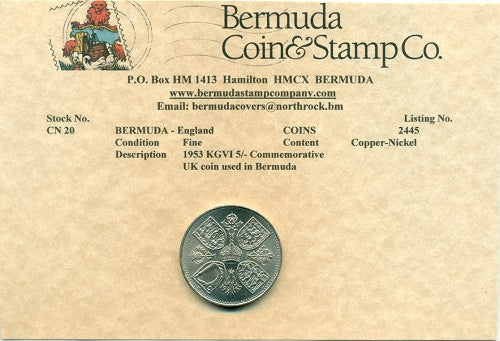 Bermuda
Coin&Stamp Co.
P.O. Box HM 1413 Hamilton HMCX BERMUDA
www.bermudastampcompany.com
Email: bermudacovers@northrock.bm
Stock No. Listing No.
CN 20 BERMUDA - England COINS 2445
Condition Fine Content Copper-Nickel
Description 1953 KGVI 5/- Commemorative
UK coin used in Bermuda